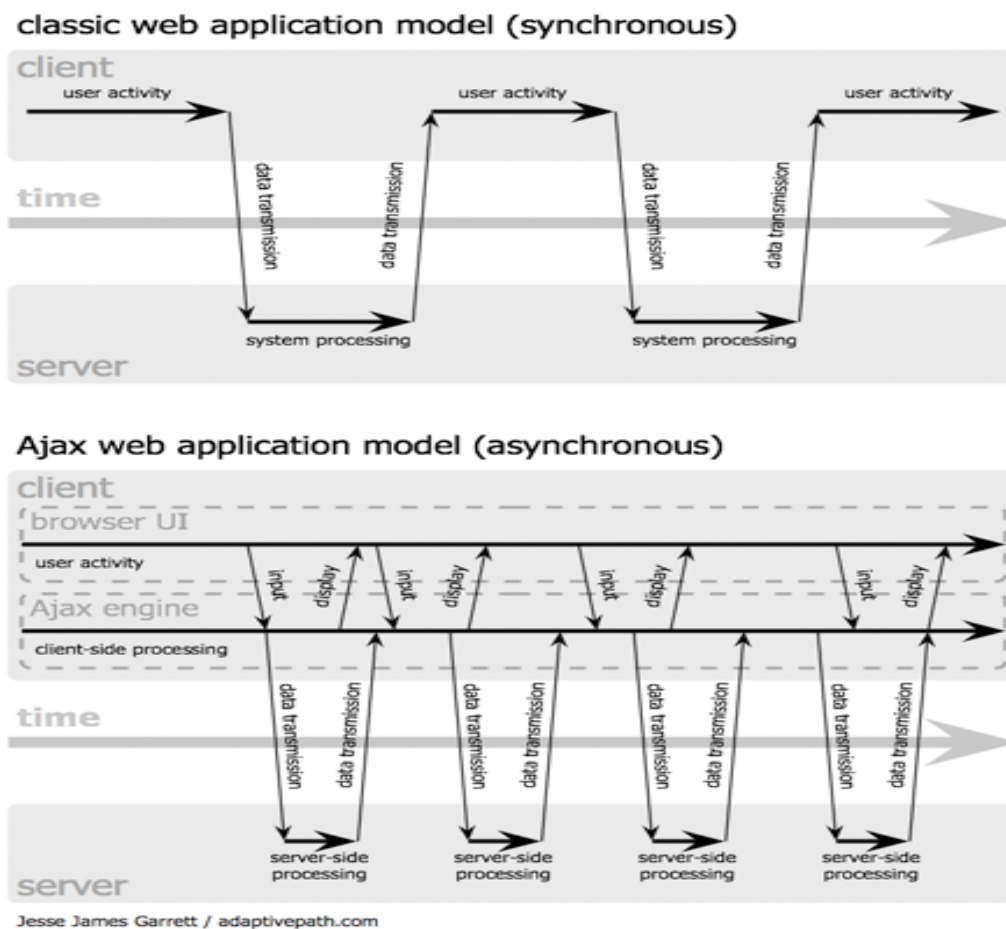 classic web application model (synchronous)
client
user activity
user activity
user activity
data transmission
data transmission
data transmission
data transmission
time
system processing
system processing
server
Ajax web application model (asynchronous)
client
browser UI
user activity
input
display
input
display
input
display
input
display
Ajax engine
client-side processing
data transmission
data transmission
data transmission
data transmission
data transmission
data transmission
data transmission
data transmission
time
server-side
processing
server-side
processing
server-side
processing
server-side
processing
server
Jesse James Garrett / adaptivepath.com